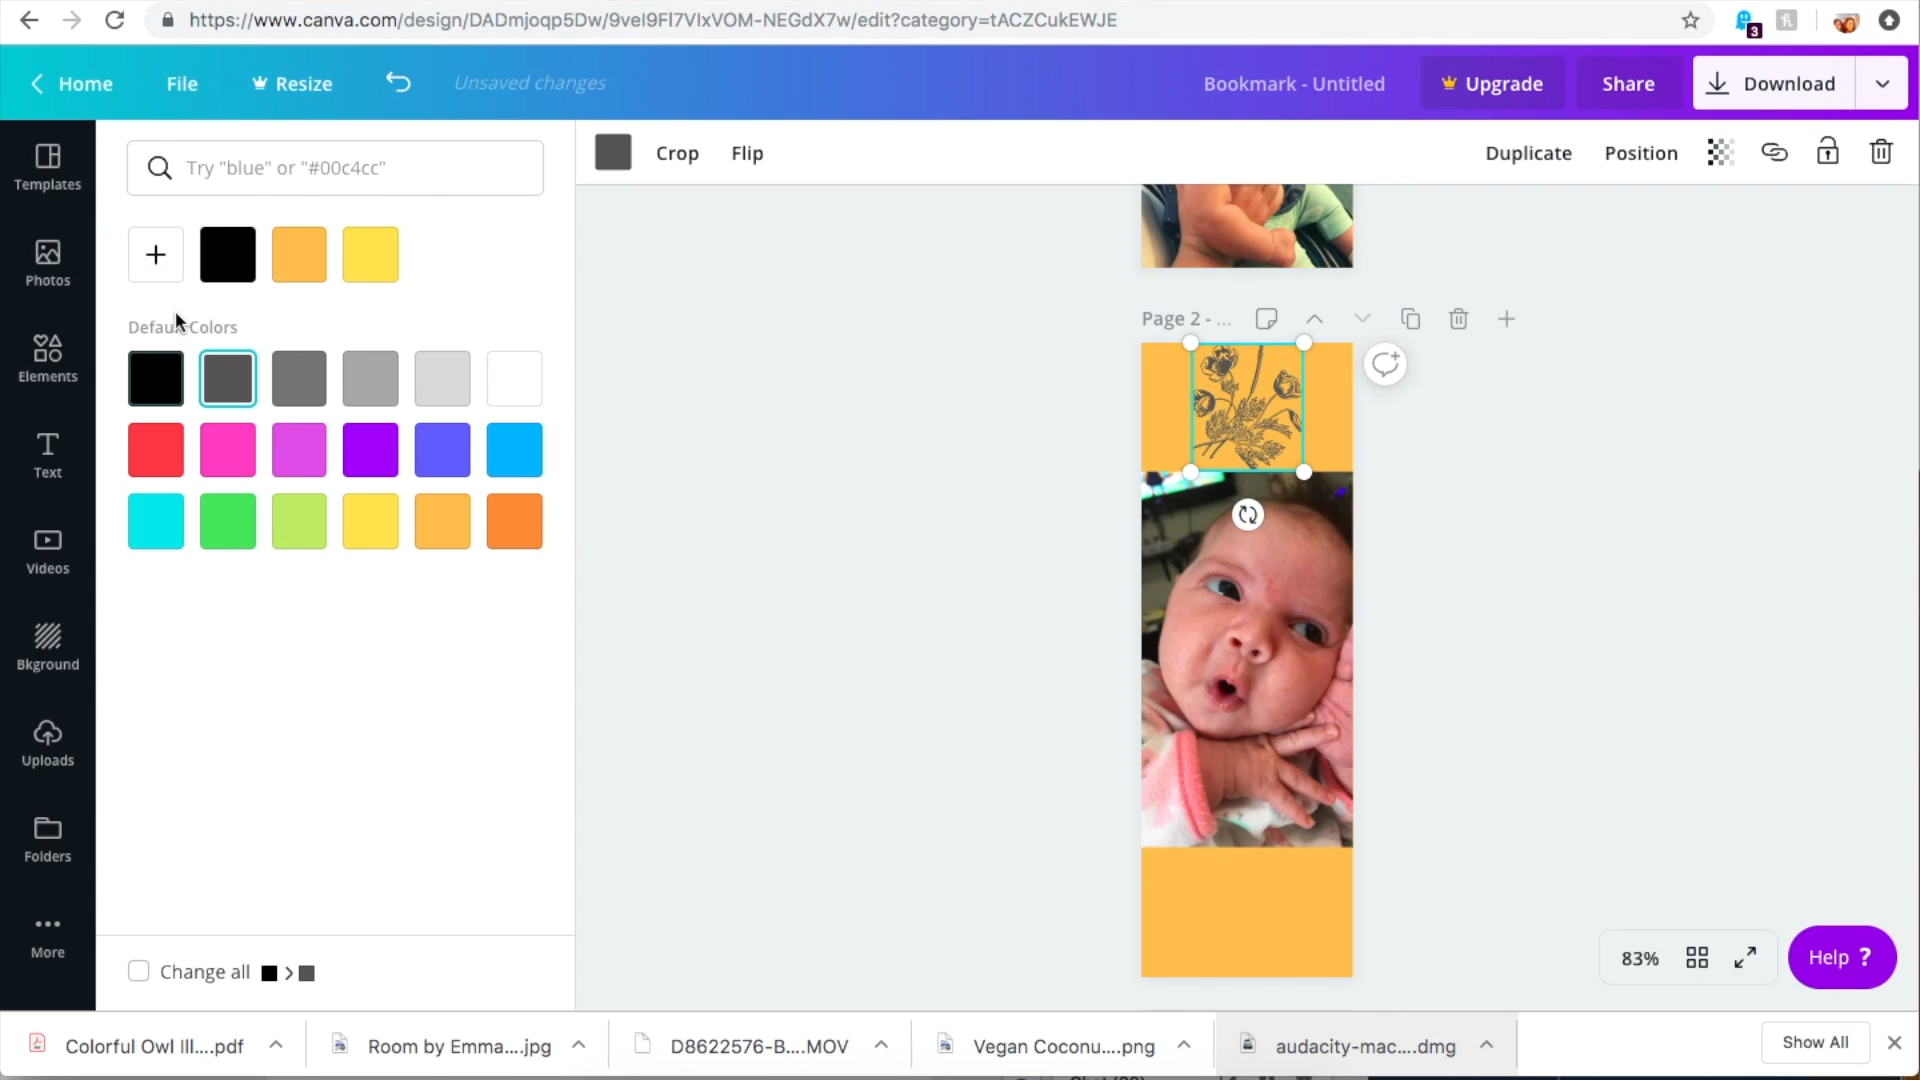 https://www.canva.com/design/DADmjoqp5Dw/9vel9FI7VIxVOM-NEGdX7w/edit?category=tACZCukEWJE
3
Home File Resize Unsaved changes Bookmark - Untitled Upgrade Share Download
Try "blue" or "#00c4cc"
Crop Flip Duplicate Position
Templates
Photos
Elements
Text
Videos
Bkground
Uploads
Folders
More
Default Colors
Page 2 - ...
Change all
83%
Help ?
Colorful Owl Ill....pdf Room by Emma....jpg D8622576-B....MOV Vegan Coconu....png audacity-mac....dmg Show All